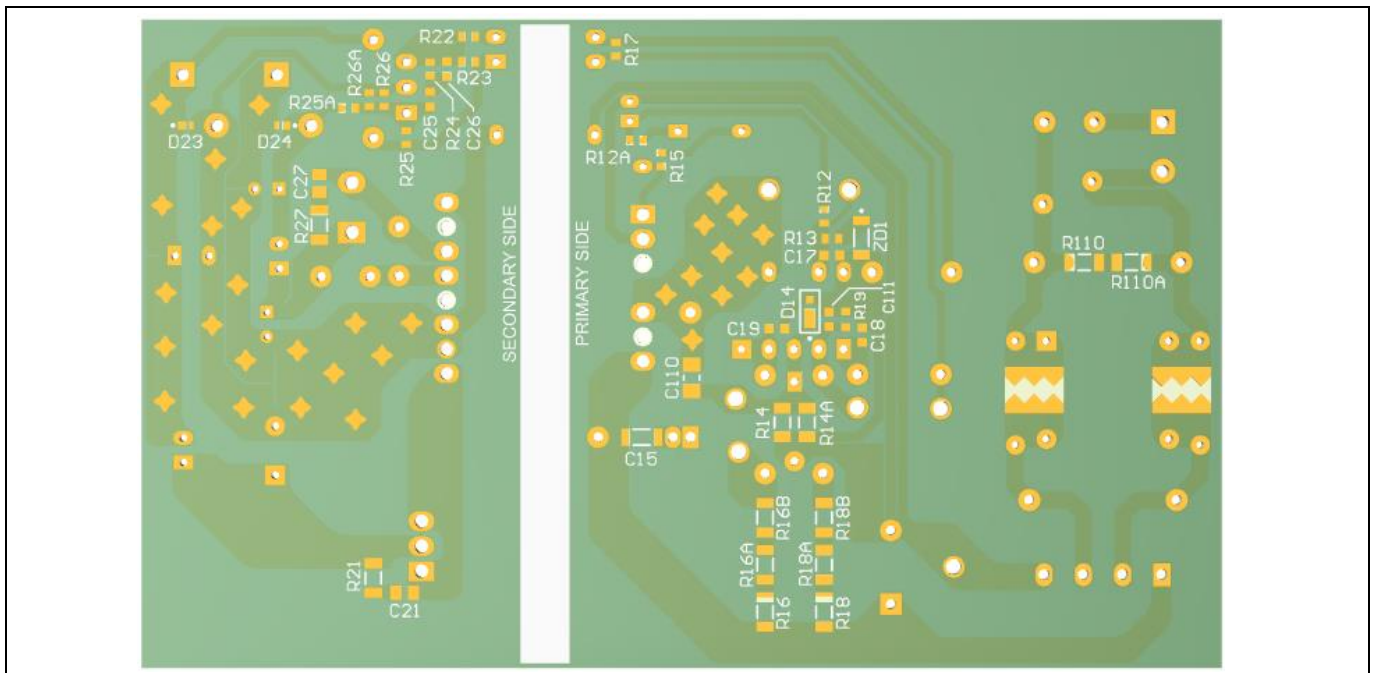 R22
R23
R26A
R26
R25A
D23
D24
R25
C25
R24
C26
C27
R27
SECONDARY SIDE
R21
C21
PRIMARY SIDE
R17
R12A
R15
R12
R13
C17
ZD1
D14
R19
C111
C19
C18
C110
R14
R14A
C15
R16B
R18B
R16A
R18A
R16
R18
R110
R110A